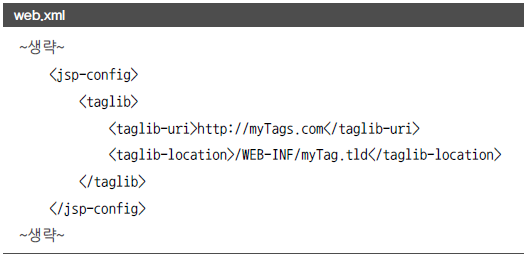 web.xml
~생략~
<jsp-config>
<taglib>
<taglib-uri>http://myTags.com</taglib-uri>
<taglib-location>/WEB-INF/myTag.tld</taglib-location>
</taglib>
</jsp-config>
~생략~